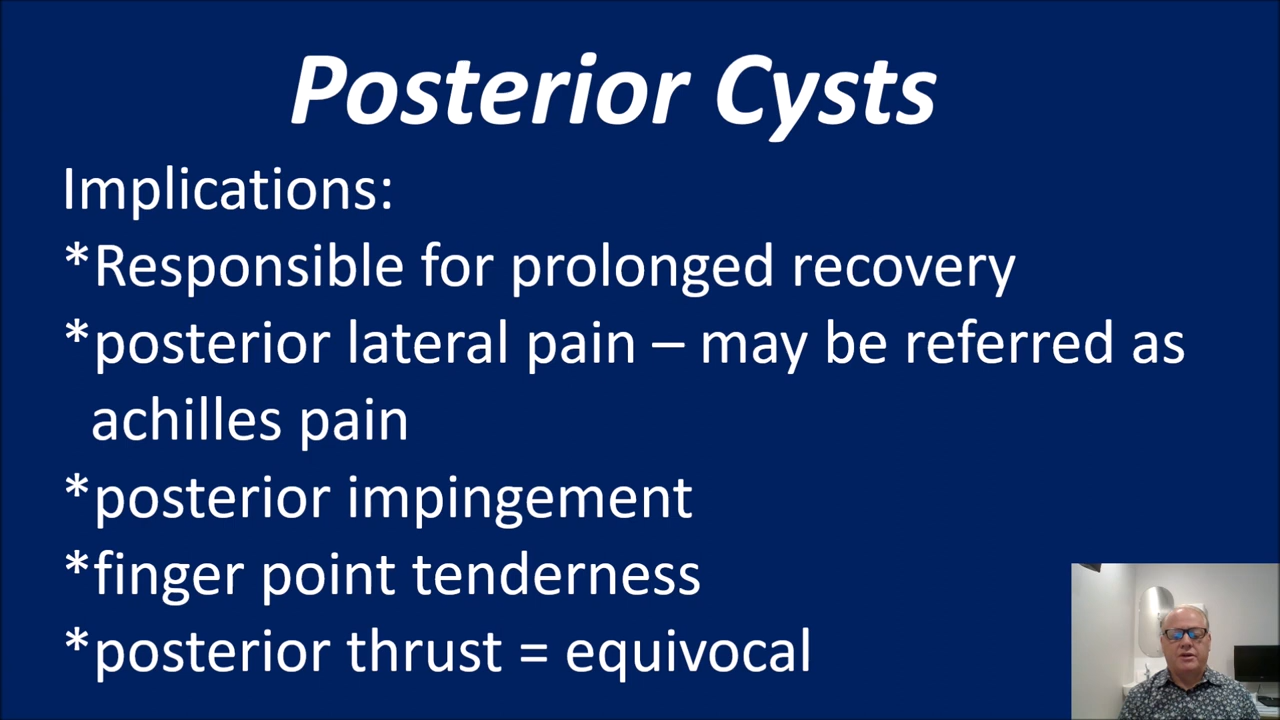 Posterior Cysts
Implications:
*Responsible for prolonged recovery
*posterior lateral pain – may be referred as
achilles pain
*posterior impingement
*finger point tenderness
*posterior thrust = equivocal